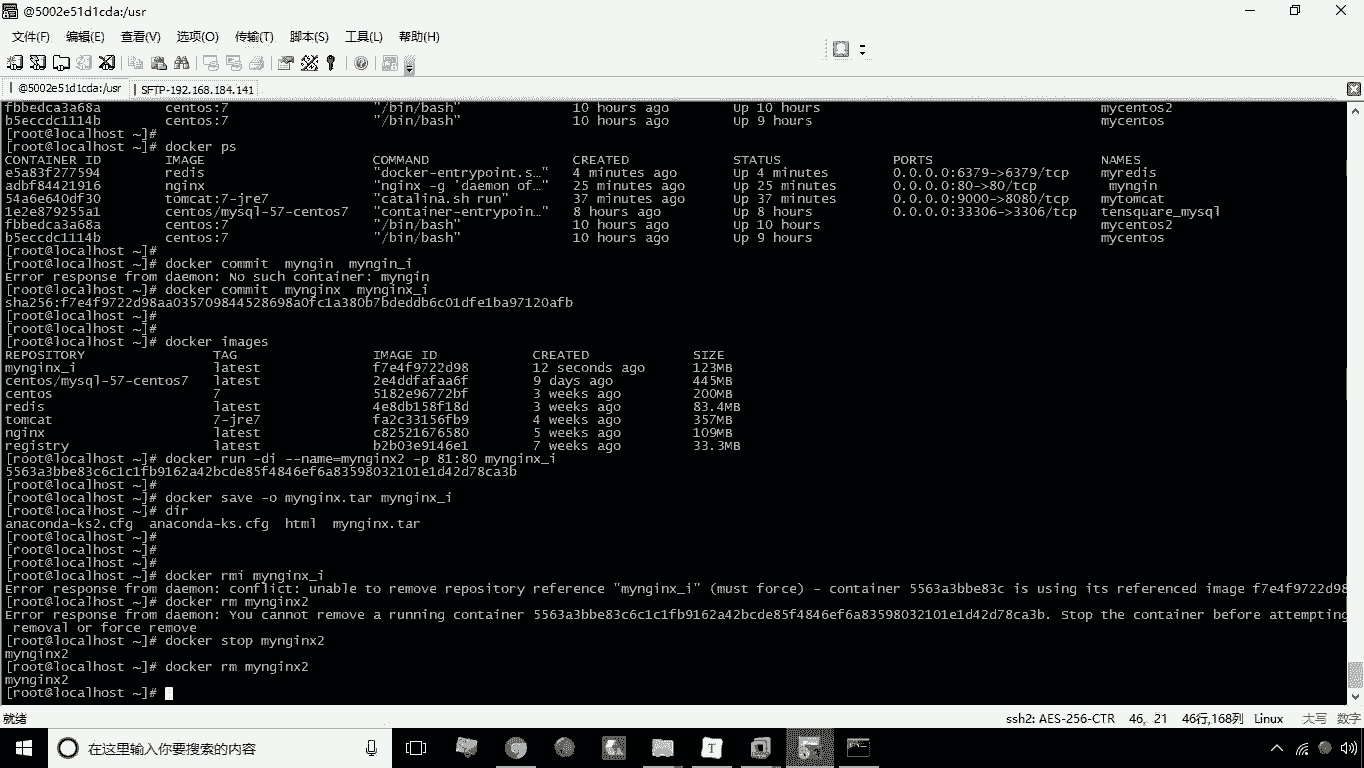 @5002e51d1cda:/usr
文件(F) 编辑(E) 查看(V) 选项(O) 传输(T) 脚本(S) 工具(L) 帮助(H)
@5002e51d1cda:/usr SFTP-192.168.184.141
fbbedca3a68a centos:7 "/bin/bash" 10 hours ago Up 10 hours mycentos2
b5eccdc1114b centos:7 "/bin/bash" 10 hours ago Up 9 hours mycentos
[root@localhost ~]#
[root@localhost ~]# docker ps
CONTAINER ID IMAGE COMMAND CREATED STATUS PORTS NAMES
e5a83f277594 redis "docker-entrypoint.s…" 4 minutes ago Up 4 minutes 0.0.0.0:6379->6379/tcp myredis
adbf84421916 nginx "nginx -g 'daemon of…" 25 minutes ago Up 25 minutes 0.0.0.0:80->80/tcp myngin
54a6e640df30 tomcat:7-jre7 "catalina.sh run" 37 minutes ago Up 37 minutes 0.0.0.0:9000->8080/tcp mytomcat
1e2e879255a1 centos/mysql-57-centos7 "container-entrypoin…" 8 hours ago Up 8 hours 0.0.0.0:33306->3306/tcp tensquare_mysql
fbbedca3a68a centos:7 "/bin/bash" 10 hours ago Up 10 hours mycentos2
b5eccdc1114b centos:7 "/bin/bash" 10 hours ago Up 9 hours mycentos
[root@localhost ~]#
[root@localhost ~]# docker commit myngin myngin_i
Error response from daemon: No such container: myngin
[root@localhost ~]# docker commit mynginx mynginx_i
sha256:f7e4f9722d98aa035709844528698a0fc1a380b7bdeddb6c01dfe1ba97120afb
[root@localhost ~]#
[root@localhost ~]#
[root@localhost ~]# docker images
REPOSITORY TAG IMAGE ID CREATED SIZE
mynginx_i latest f7e4f9722d98 12 seconds ago 123MB
centos/mysql-57-centos7 latest 2e4ddfafaa6f 9 days ago 445MB
centos 7 5182e96772bf 3 weeks ago 200MB
redis latest 4e8db158f18d 3 weeks ago 83.4MB
tomcat 7-jre7 fa2c33156fb9 4 weeks ago 357MB
nginx latest c82521676580 5 weeks ago 109MB
registry latest b2b03e9146e1 7 weeks ago 33.3MB
[root@localhost ~]# docker run -di --name=mynginx2 -p 81:80 mynginx_i
5563a3bbe83c6c1c1fb9162a42bcde85f4846ef6a83598032101e1d42d78ca3b
[root@localhost ~]#
[root@localhost ~]# docker save -o mynginx.tar mynginx_i
[root@localhost ~]# dir
anaconda-ks2.cfg anaconda-ks.cfg html mynginx.tar
[root@localhost ~]#
[root@localhost ~]#
[root@localhost ~]#
[root@localhost ~]# docker rmi mynginx_i
Error response from daemon: conflict: unable to remove repository reference "mynginx_i" (must force) - container 5563a3bbe83c is using its referenced image f7e4f9722d98
[root@localhost ~]# docker rm mynginx2
Error response from daemon: You cannot remove a running container 5563a3bbe83c6c1c1fb9162a42bcde85f4846ef6a83598032101e1d42d78ca3b. Stop the container before attempting
removal or force remove
[root@localhost ~]# docker stop mynginx2
mynginx2
[root@localhost ~]# docker rm mynginx2
mynginx2
[root@localhost ~]#
就绪 ssh2: AES-256-CTR 46, 21 46行,168列 Linux 大写 数字
在这里输入你要搜索的内容